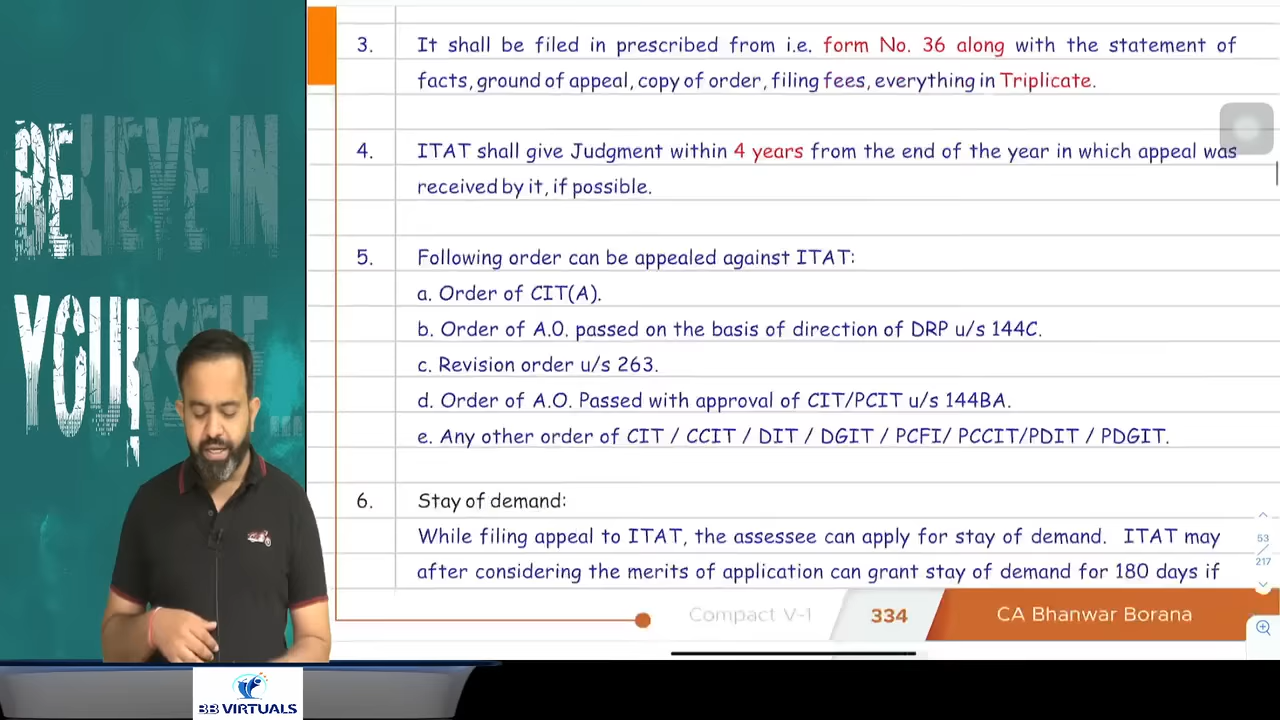 BELIEVE IN
YOURSELF...
3. It shall be filed in prescribed from i.e. form No. 36 along with the statement of
facts, ground of appeal, copy of order, filing fees, everything in Triplicate.
4. ITAT shall give Judgment within 4 years from the end of the year in which appeal was
received by it, if possible.
5. Following order can be appealed against ITAT:
a. Order of CIT(A).
b. Order of A.O. passed on the basis of direction of DRP u/s 144C.
c. Revision order u/s 263.
d. Order of A.O. Passed with approval of CIT/PCIT u/s 144BA.
e. Any other order of CIT / CCIT / DIT / DGIT / PCFI/ PCCIT/PDIT / PDGIT.
6. Stay of demand:
While filing appeal to ITAT, the assessee can apply for stay of demand. ITAT may
after considering the merits of application can grant stay of demand for 180 days if
53
/
217
Compact V-1 334 CA Bhanwar Borana
BB VIRTUALS